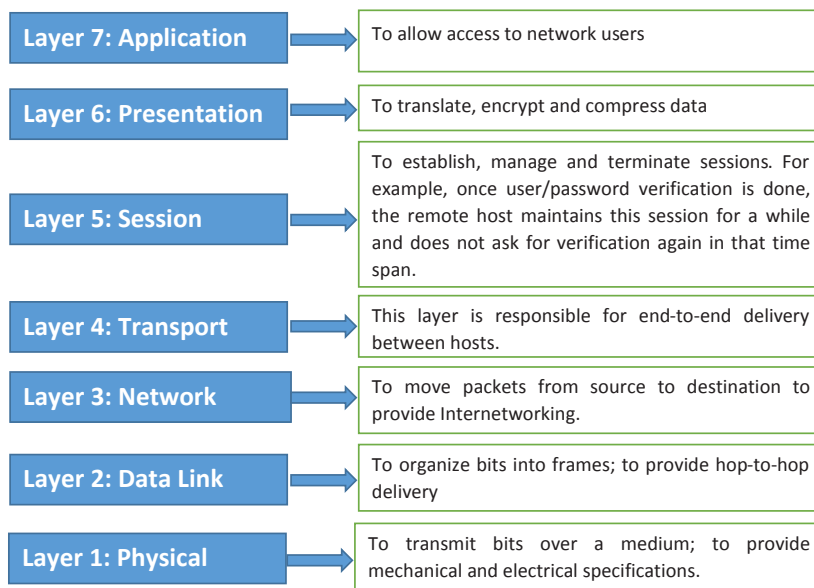 Layer 7: Application
To allow access to network users
Layer 6: Presentation
To translate, encrypt and compress data
Layer 5: Session
To establish, manage and terminate sessions. For
example, once user/password verification is done,
the remote host maintains this session for a while
and does not ask for verification again in that time
span.
Layer 4: Transport
This layer is responsible for end-to-end delivery
between hosts.
Layer 3: Network
To move packets from source to destination to
provide Internetworking.
Layer 2: Data Link
To organize bits into frames; to provide hop-to-hop
delivery
Layer 1: Physical
To transmit bits over a medium; to provide
mechanical and electrical specifications.